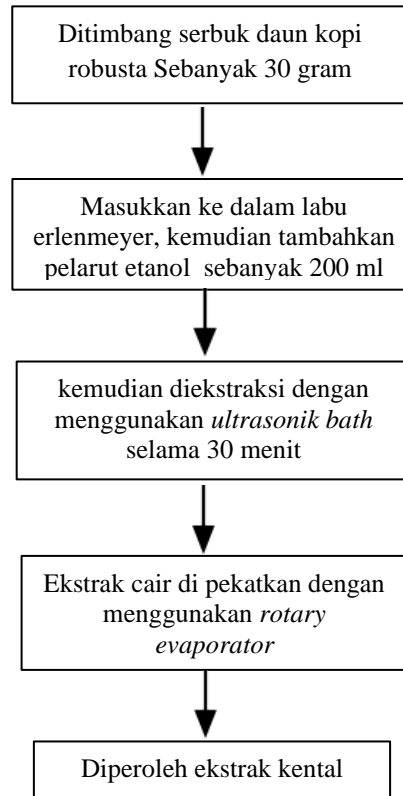 Ditimbang serbuk daun kopi
robusta Sebanyak 30 gram
Masukkan ke dalam labu
erlenmeyer, kemudian tambahkan
pelarut etanol sebanyak 200 ml
kemudian diekstraksi dengan
menggunakan ultrasonik bath
selama 30 menit
Ekstrak cair di pekatkan dengan
menggunakan rotary
evaporator
Diperoleh ekstrak kental